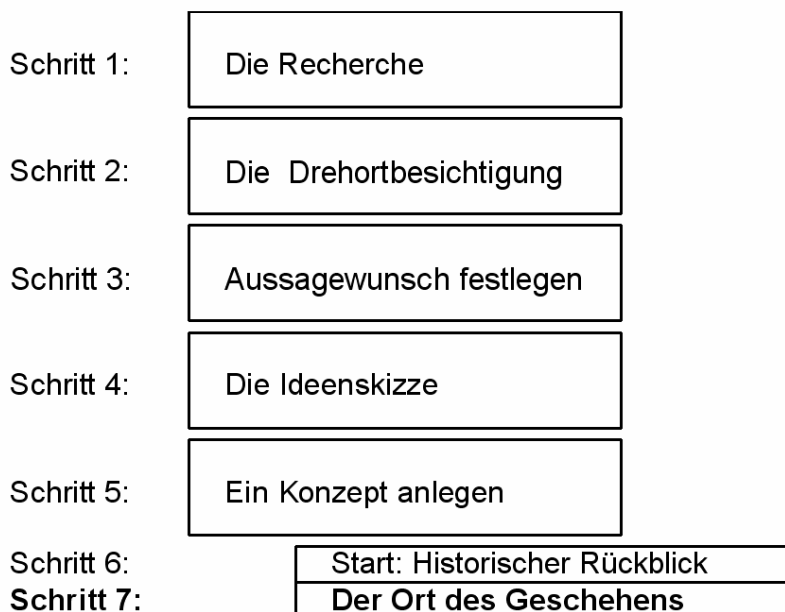 Schritt 1: Die Recherche
Schritt 2: Die Drehortbesichtigung
Schritt 3: Aussagewunsch festlegen
Schritt 4: Die Ideenskizze
Schritt 5: Ein Konzept anlegen
Schritt 6: Start: Historischer Rückblick
Schritt 7: Der Ort des Geschehens